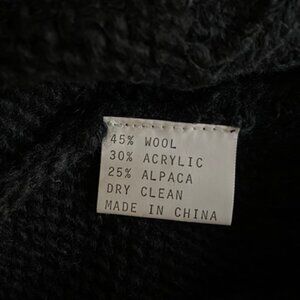 45% WOOL
30% ACRYLIC
25% ALPACA
DRY CLEAN
MADE IN CHINA